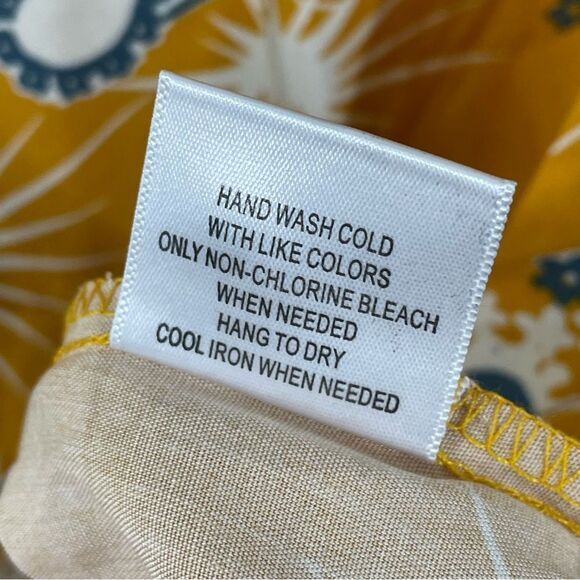 HAND WASH COLD
WITH LIKE COLORS
ONLY NON-CHLORINE BLEACH
WHEN NEEDED
HANG TO DRY
COOL IRON WHEN NEEDED